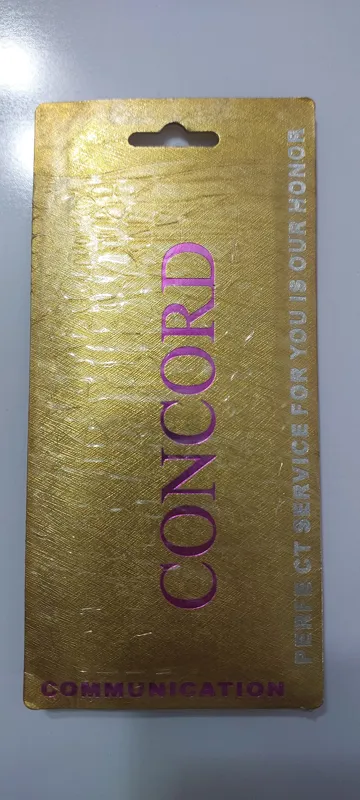 CONCORD
PERFE CT SERVICE FOR YOU IS OUR HONOR
COMMUNICATION